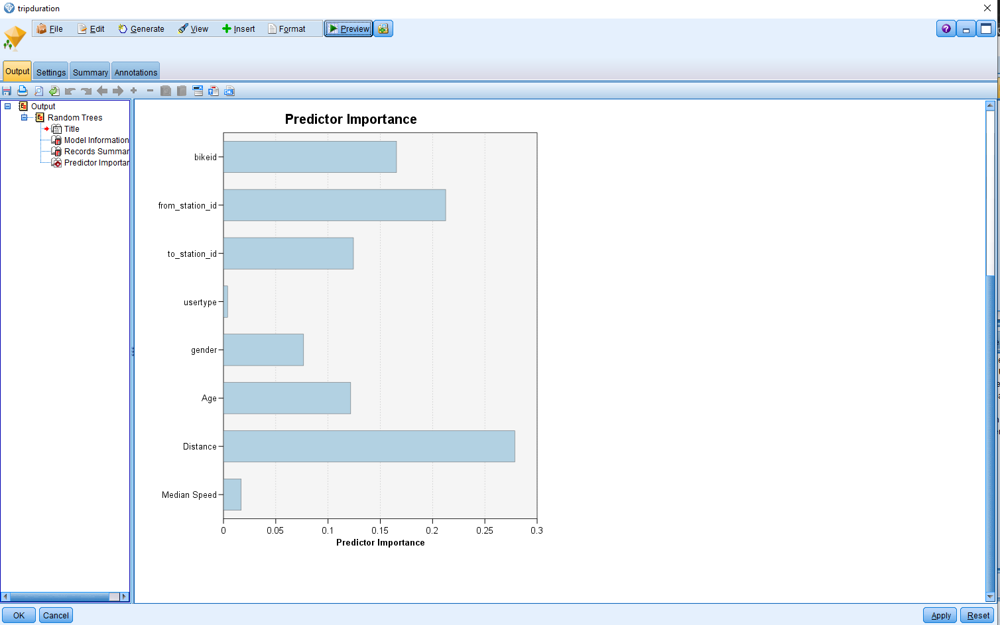 tripduration
File Edit Generate View Insert Format Preview
Output Settings Summary Annotations
Output
Random Trees
Title
Model Information
Records Summar
Predictor Importar
Predictor Importance
bikeid
from_station_id
to_station_id
usertype
gender
Age
Distance
Median Speed
0 0.05 0.1 0.15 0.2 0.25 0.3
Predictor Importance
OK Cancel Apply Reset